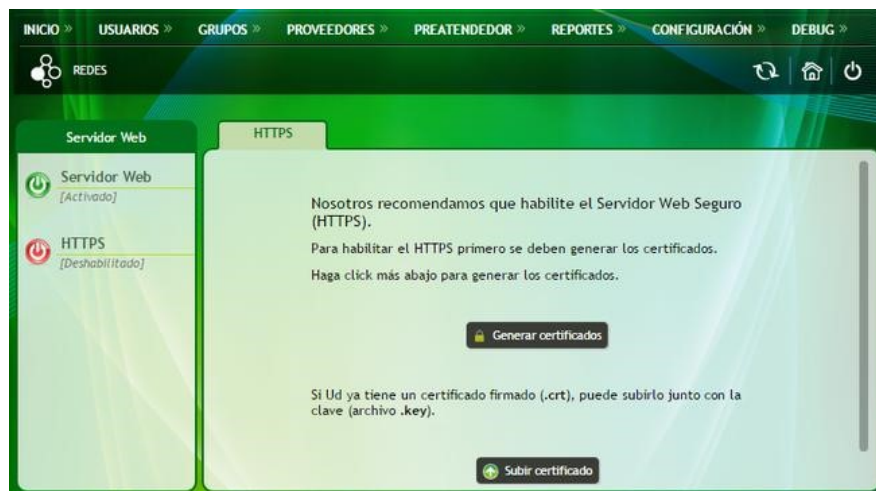 INICIO » USUARIOS » GRUPOS » PROVEEDORES » PREATENDEDOR » REPORTES » CONFIGURACIÓN » DEBUG »
REDES
Servidor Web
HTTPS
Servidor Web
[Activado]
HTTPS
[Deshabilitado]
Nosotros recomendamos que habilite el Servidor Web Seguro
(HTTPS).
Para habilitar el HTTPS primero se deben generar los certificados.
Haga click más abajo para generar los certificados.
Generar certificados
Si Ud ya tiene un certificado firmado (.crt), puede subirlo junto con la
clave (archivo .key).
Subir certificado